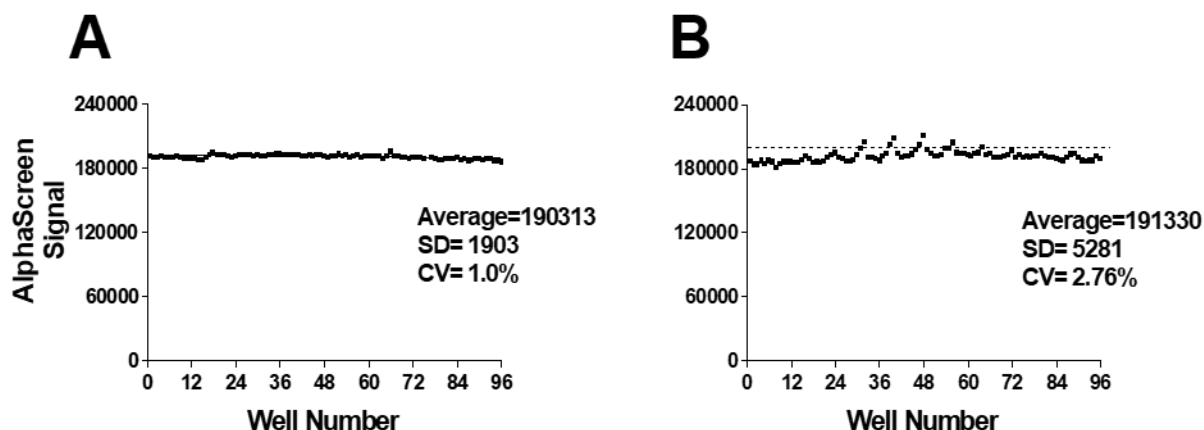 A
AlphaScreen
Signal
240000
180000
120000
60000
0
Average=190313
SD= 1903
CV= 1.0%
0 12 24 36 48 60 72 84 96
Well Number
B
240000
180000
120000
60000
0
Average=191330
SD= 5281
CV= 2.76%
0 12 24 36 48 60 72 84 96
Well Number